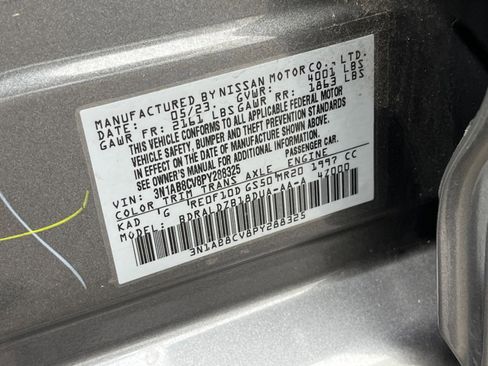 MANUFACTURED BY NISSAN MOTOR CO., LTD.
DATE: 05/23 GVWR: 4001 LBS
GAWR FR: 2161 LBS GAWR RR: 1863 LBS
THIS VEHICLE CONFORMS TO ALL APPLICABLE FEDERAL MOTOR
VEHICLE SAFETY, BUMPER AND THEFT PREVENTION STANDARDS
IN EFFECT ON THE DATE OF MANUFACTURE SHOWN ABOVE.
SEE OWNER'S MANUAL FOR ADDITIONAL INFORMATION.
VIN: 3N1AB8CV8PY288325 PASSENGER CAR
COLOR TRIM TRANS AXLE ENGINE
KAD G RE0F10D GS50 MR20 1997 CC
MODEL: BDRALD7B18DUA-AA-A 47000
3N1AB8CV8PY288325